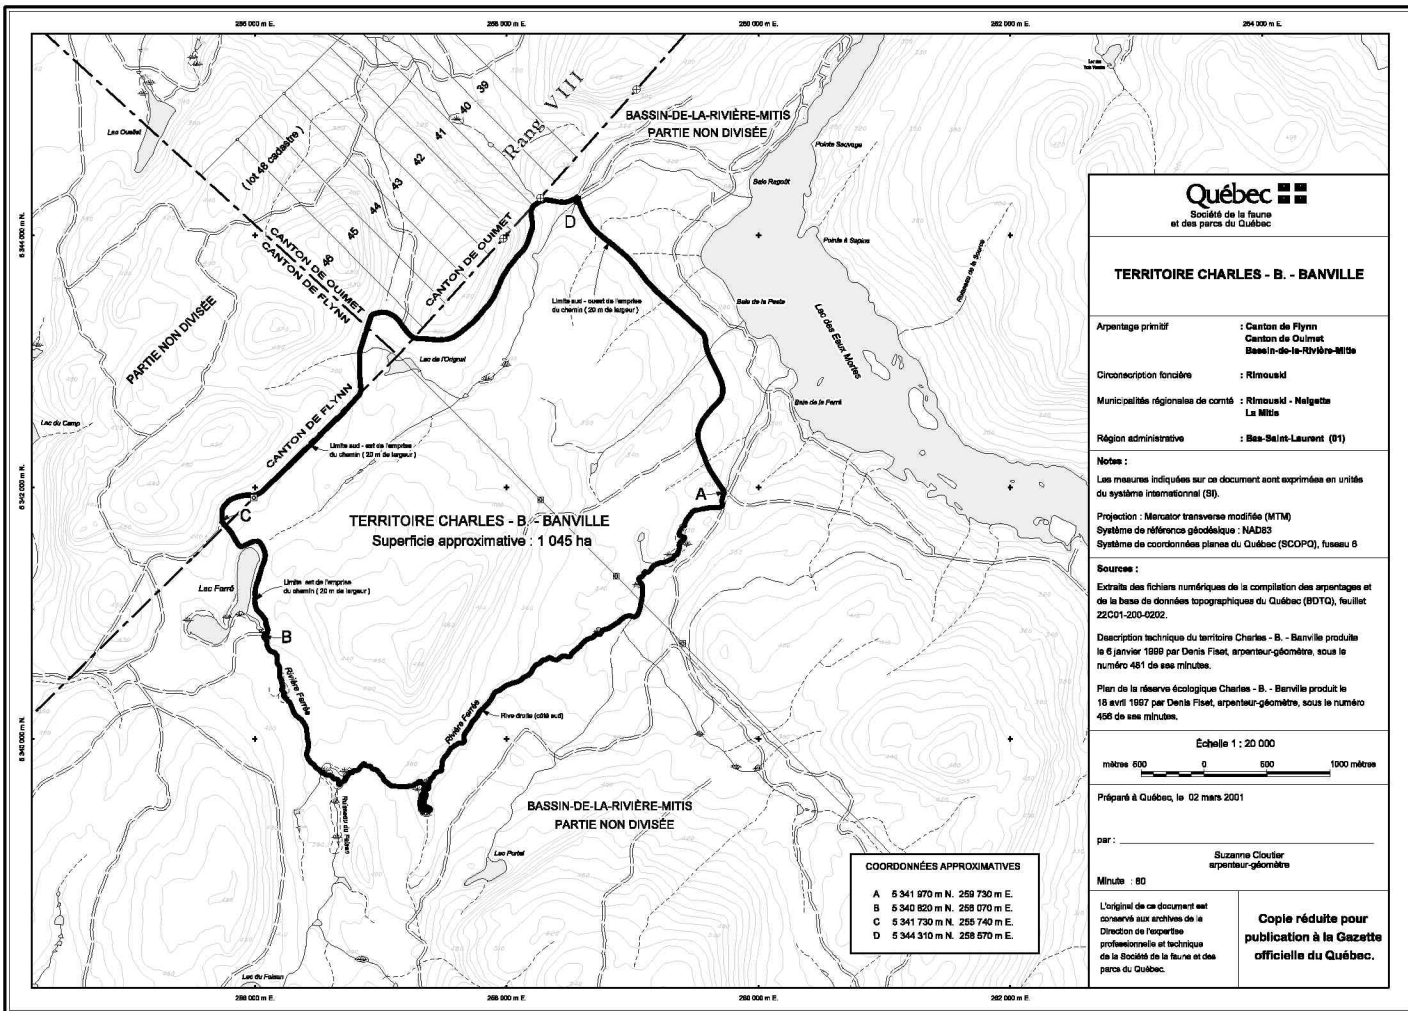 256 000 m E.
258 000 m E.
260 000 m E.
262 000 m E.
264 000 m E.
5 344 000 m N.
5 342 000 m N.
5 340 000 m N.
Lac Ouellet
( lot 48 cadastre )
46
45
44
43
42
41
40
39
Rang VIII
BASSIN-DE-LA-RIVIÈRE-MITIS
PARTIE NON DIVISÉE
Pointe Sauvage
Baie Ragoût
Pointe à Sapins
Baie de la Peste
Lac des Eaux Mortes
Ruisseau de la Source
Baie de la Ferré
CANTON DE OUIMET
CANTON DE FLYNN
CANTON DE OUIMET
PARTIE NON DIVISÉE
CANTON DE FLYNN
Lac du Camp
Lac de l'Orignal
D
Limite sud - ouest de l'emprise
du chemin ( 20 m de largeur )
Limite sud - est de l'emprise
du chemin ( 20 m de largeur )
A
C
TERRITOIRE CHARLES - B. - BANVILLE
Superficie approximative : 1 045 ha
Lac Ferré
Limite est de l'emprise
du chemin ( 20 m de largeur )
B
Rivière Ferrée
Rivière Ferrée
Rive droite (côté sud)
Ruisseau du Faisan
BASSIN-DE-LA-RIVIÈRE-MITIS
PARTIE NON DIVISÉE
Lac Portal
Lac du Faisan
COORDONNÉES APPROXIMATIVES
A 5 341 970 m N. 259 730 m E.
B 5 340 820 m N. 256 070 m E.
C 5 341 730 m N. 255 740 m E.
D 5 344 310 m N. 258 570 m E.
256 000 m E.
258 000 m E.
260 000 m E.
262 000 m E.
264 000 m E.
Québec
Société de la faune
et des parcs du Québec
TERRITOIRE CHARLES - B. - BANVILLE
Arpentage primitif : Canton de Flynn
Canton de Ouimet
Bassin-de-la-Rivière-Mitis
Circonscription foncière : Rimouski
Municipalités régionales de comté : Rimouski - Neigette
La Mitis
Région administrative : Bas-Saint-Laurent (01)
Notes :
Les mesures indiquées sur ce document sont exprimées en unités
du système international (SI).
Projection : Mercator transverse modifiée (MTM)
Système de référence géodésique : NAD83
Système de coordonnées planes du Québec (SCOPQ), fuseau 6
Sources :
Extraits des fichiers numériques de la compilation des arpentages et
de la base de données topographiques du Québec (BDTQ), feuillet
22C01-200-0202.
Description technique du territoire Charles - B. - Banville produite
le 6 janvier 1999 par Denis Fiset, arpenteur-géomètre, sous le
numéro 481 de ses minutes.
Plan de la réserve écologique Charles - B. - Banville produit le
18 avril 1997 par Denis Fiset, arpenteur-géomètre, sous le numéro
456 de ses minutes.
Échelle 1 : 20 000
mètres 500 0 500 1000 mètres
Préparé à Québec, le 02 mars 2001
par :
Suzanne Cloutier
arpenteur-géomètre
Minute : 80
L'original de ce document est
conservé aux archives de la
Direction de l'expertise
professionnelle et technique
de la Société de la faune et des
parcs du Québec.
Copie réduite pour
publication à la Gazette
officielle du Québec.